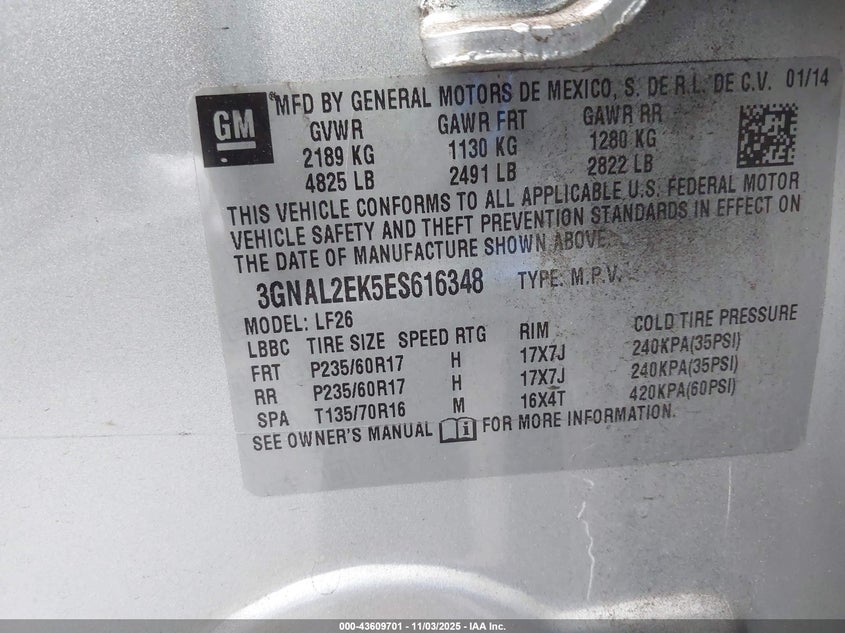 GM
MFD BY GENERAL MOTORS DE MEXICO, S. DE R.L. DE C.V. 01/14
GVWR GAWR FRT GAWR RR
2189 KG 1130 KG 1280 KG
4825 LB 2491 LB 2822 LB
THIS VEHICLE CONFORMS TO ALL APPLICABLE U.S. FEDERAL MOTOR
VEHICLE SAFETY AND THEFT PREVENTION STANDARDS IN EFFECT ON
THE DATE OF MANUFACTURE SHOWN ABOVE.
3GNAL2EK5ES616348 TYPE: M.P.V.
MODEL: LF26
LBBC TIRE SIZE SPEED RTG RIM COLD TIRE PRESSURE
FRT P235/60R17 H 17X7J 240KPA(35PSI)
RR P235/60R17 H 17X7J 240KPA(35PSI)
SPA T135/70R16 M 16X4T 420KPA(60PSI)
SEE OWNER'S MANUAL FOR MORE INFORMATION.
000-43609701 - 11/03/2025 - IAA Inc.